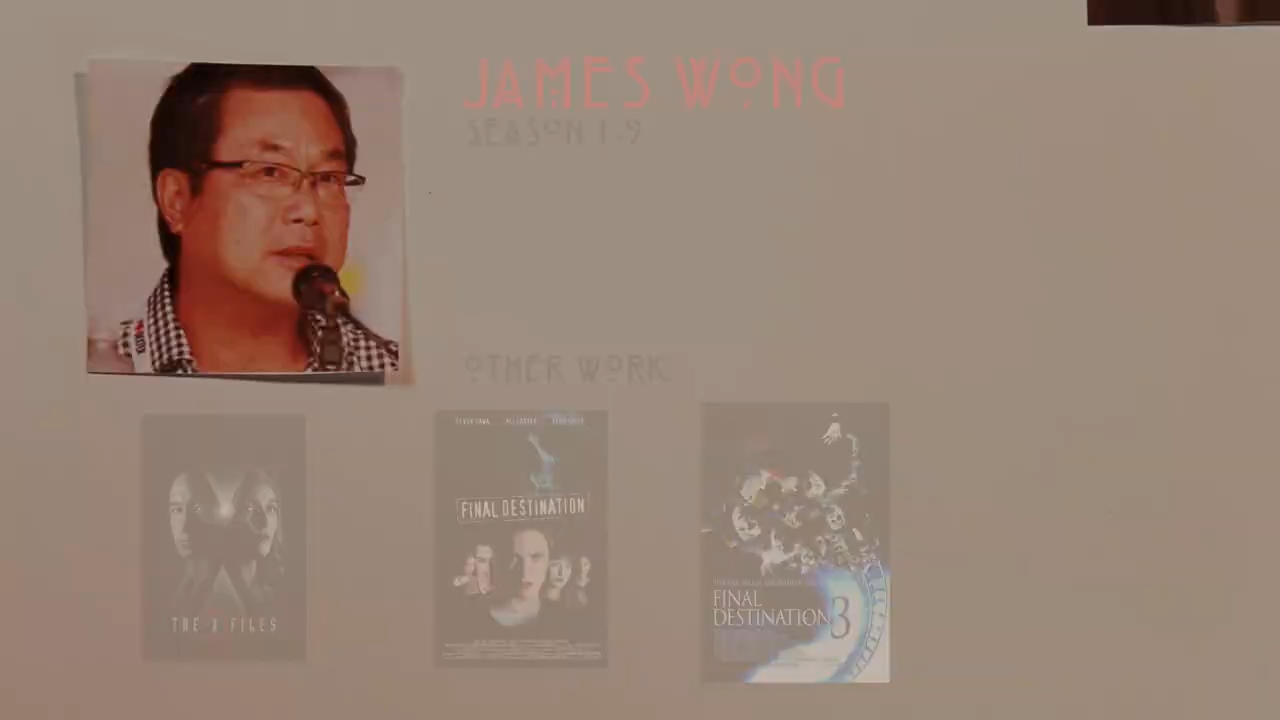 JAMES WONG
SEASON 1-9
OTHER WORK
THE X FILES
FINAL DESTINATION
FINAL
DESTINATION 3